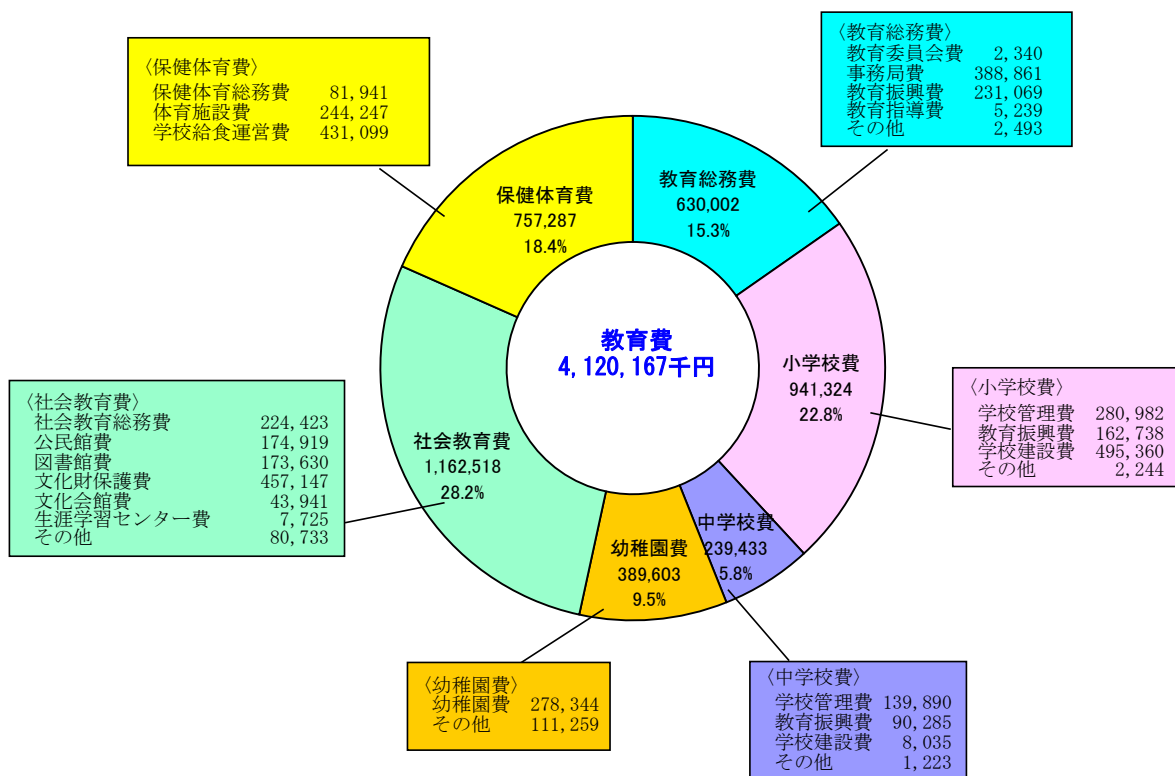 〈教育総務費〉
教育委員会費 2,340
事務局費 388,861
教育振興費 231,069
教育指導費 5,239
その他 2,493
〈保健体育費〉
保健体育総務費 81,941
体育施設費 244,247
学校給食運営費 431,099
教育総務費
630,002
15.3%
保健体育費
757,287
18.4%
教育費
4,120,167千円
小学校費
941,324
22.8%
〈小学校費〉
学校管理費 280,982
教育振興費 162,738
学校建設費 495,360
その他 2,244
〈社会教育費〉
社会教育総務費 224,423
公民館費 174,919
図書館費 173,630
文化財保護費 457,147
文化会館費 43,941
生涯学習センター費 7,725
その他 80,733
社会教育費
1,162,518
28.2%
中学校費
239,433
5.8%
幼稚園費
389,603
9.5%
〈幼稚園費〉
幼稚園費 278,344
その他 111,259
〈中学校費〉
学校管理費 139,890
教育振興費 90,285
学校建設費 8,035
その他 1,223